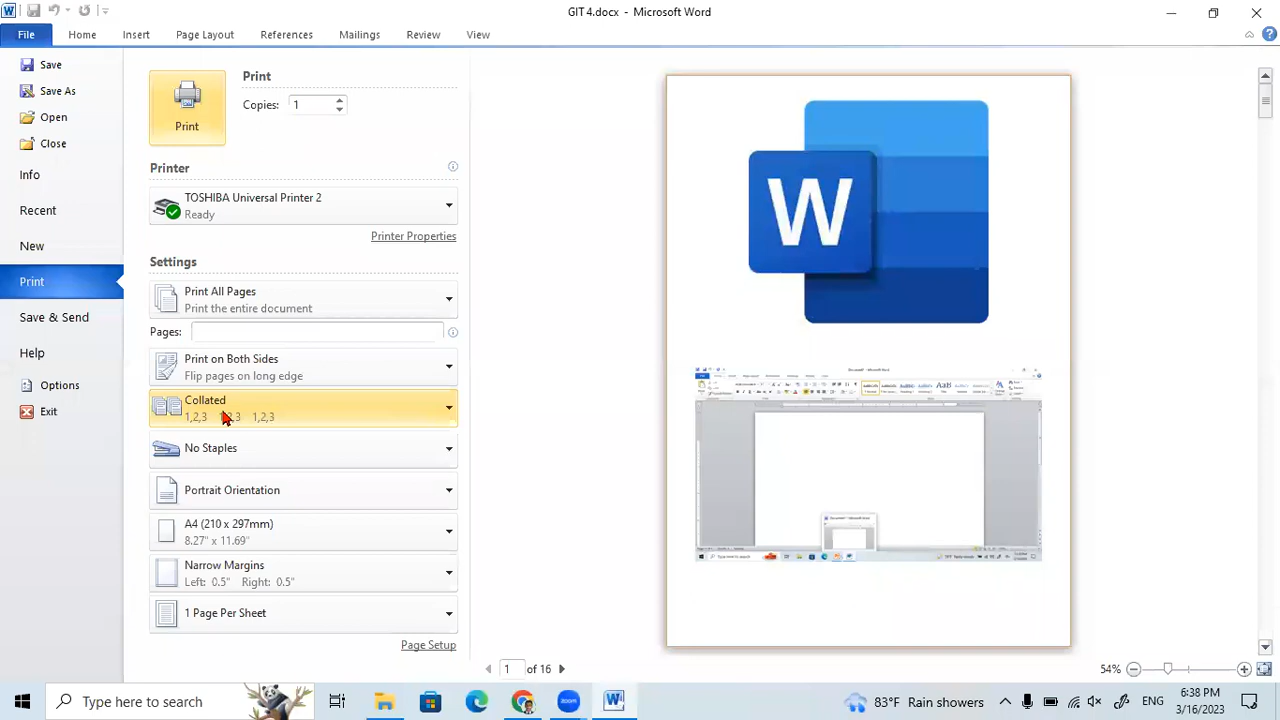 GIT 4.docx - Microsoft Word
File Home Insert Page Layout References Mailings Review View
Save
Save As
Open
Close
Info
Recent
New
Print
Save & Send
Help
Options
Exit
Print
Print
Copies: 1
Printer
TOSHIBA Universal Printer 2
Ready
Printer Properties
Settings
Print All Pages
Print the entire document
Pages:
Print on Both Sides
Flip pages on long edge
Collated
1,2,3 1,2,3 1,2,3
No Staples
Portrait Orientation
A4 (210 x 297mm)
8.27" x 11.69"
Narrow Margins
Left: 0.5" Right: 0.5"
1 Page Per Sheet
Page Setup
W
1 of 16
54%
Type here to search
83°F Rain showers
ENG
6:38 PM
3/16/2023